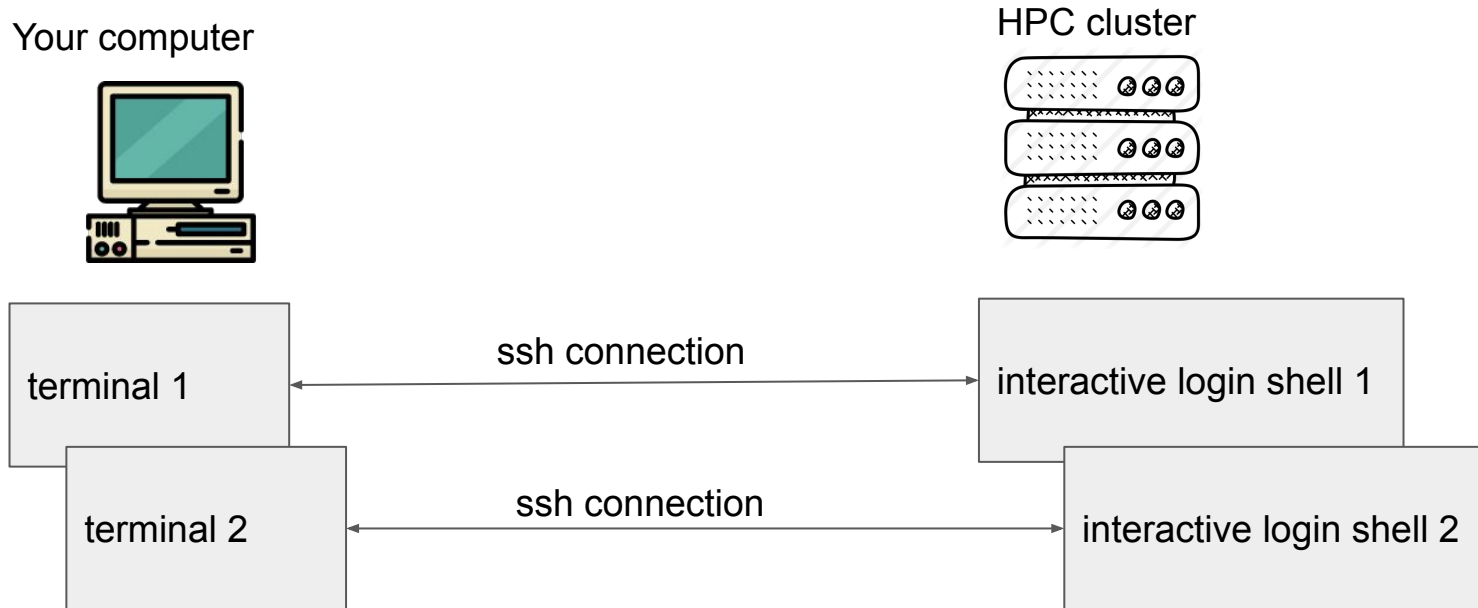 Your computer
HPC cluster
ssh connection
terminal 1
interactive login shell 1
ssh connection
terminal 2
interactive login shell 2